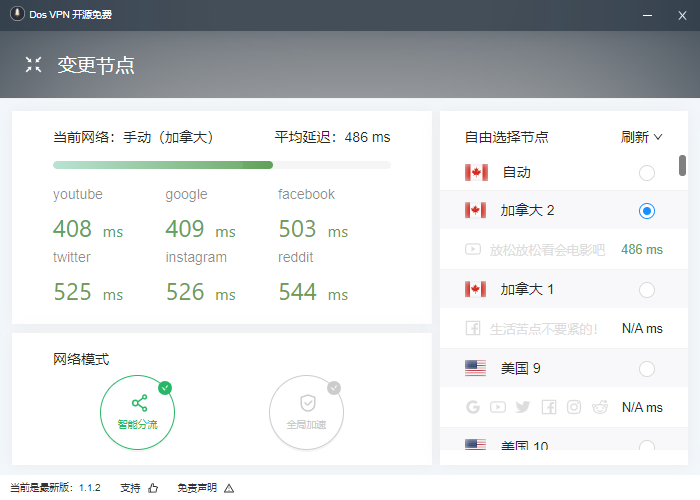 Dos VPN 开源免费
变更节点
当前网络：手动（加拿大） 平均延迟：486 ms
youtube google facebook
408 ms 409 ms 503 ms
twitter instagram reddit
525 ms 526 ms 544 ms
网络模式
智能分流 全局加速
自由选择节点 刷新
自动
加拿大 2
放松放松看会电影吧 486 ms
加拿大 1
生活苦点不要紧的! N/A ms
美国 9
N/A ms
美国 10
当前是最新版：1.1.2 支持 免责声明